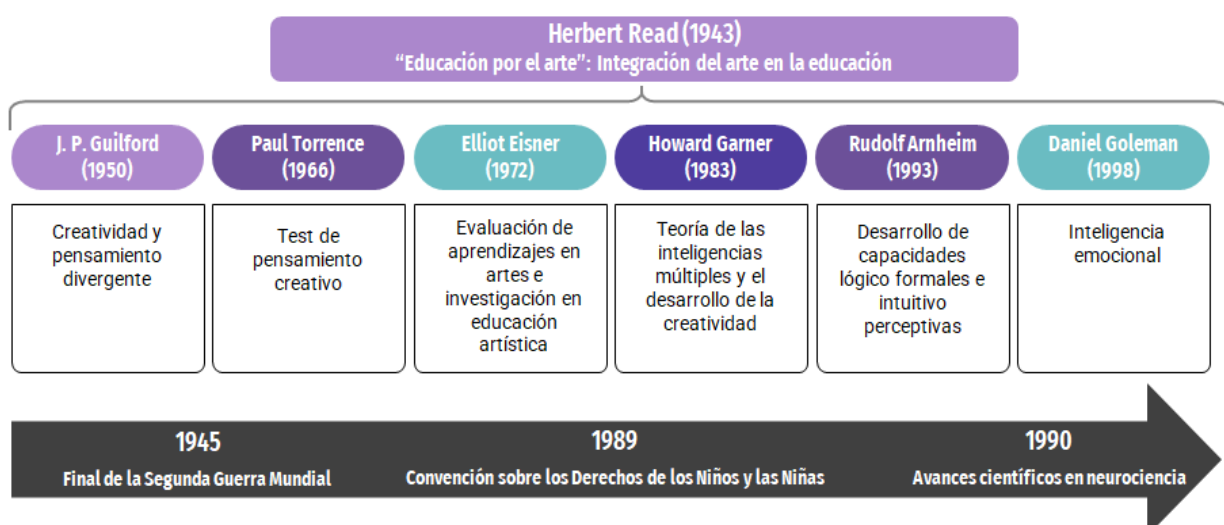 Herbert Read (1943)
“Educación por el arte”: Integración del arte en la educación
J. P. Guilford
(1950)
Creatividad y
pensamiento
divergente
Paul Torrence
(1966)
Test de
pensamiento
creativo
Elliot Eisner
(1972)
Evaluación de
aprendizajes en
artes e
investigación en
educación
artística
Howard Garner
(1983)
Teoría de las
inteligencias
múltiples y el
desarrollo de la
creatividad
Rudolf Arnheim
(1993)
Desarrollo de
capacidades
lógico formales e
intuitivo
perceptivas
Daniel Goleman
(1998)
Inteligencia
emocional
1945
Final de la Segunda Guerra Mundial
1989
Convención sobre los Derechos de los Niños y las Niñas
1990
Avances científicos en neurociencia